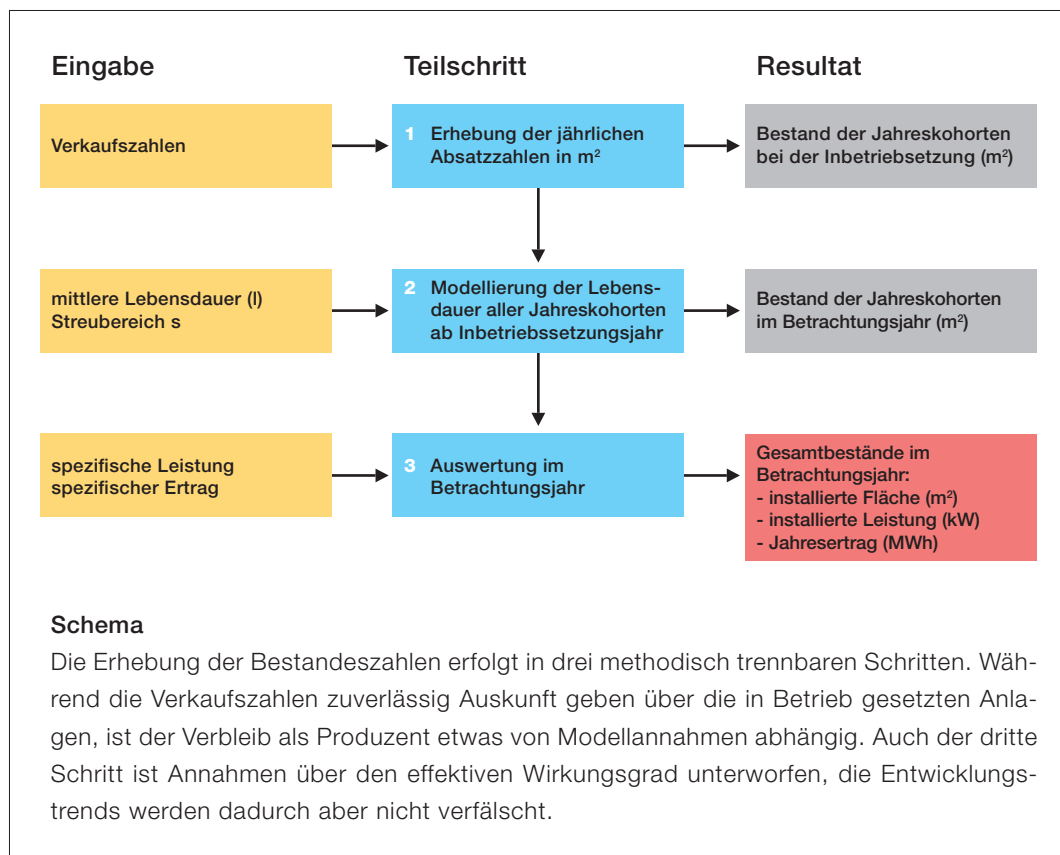 Eingabe
Teilschritt
Resultat
Verkaufszahlen
1 Erhebung der jährlichen
Absatzzahlen in m²
Bestand der Jahreskohorten
bei der Inbetriebsetzung (m²)
mittlere Lebensdauer (l)
Streubereich s
2 Modellierung der Lebens-
dauer aller Jahreskohorten
ab Inbetriebssetzungsjahr
Bestand der Jahreskohorten
im Betrachtungsjahr (m²)
spezifische Leistung
spezifischer Ertrag
3 Auswertung im
Betrachtungsjahr
Gesamtbestände im
Betrachtungsjahr:
- installierte Fläche (m²)
- installierte Leistung (kW)
- Jahresertrag (MWh)
Schema
Die Erhebung der Bestandeszahlen erfolgt in drei methodisch trennbaren Schritten. Wäh-
rend die Verkaufszahlen zuverlässig Auskunft geben über die in Betrieb gesetzten Anla-
gen, ist der Verbleib als Produzent etwas von Modellannahmen abhängig. Auch der dritte
Schritt ist Annahmen über den effektiven Wirkungsgrad unterworfen, die Entwicklungs-
trends werden dadurch aber nicht verfälscht.